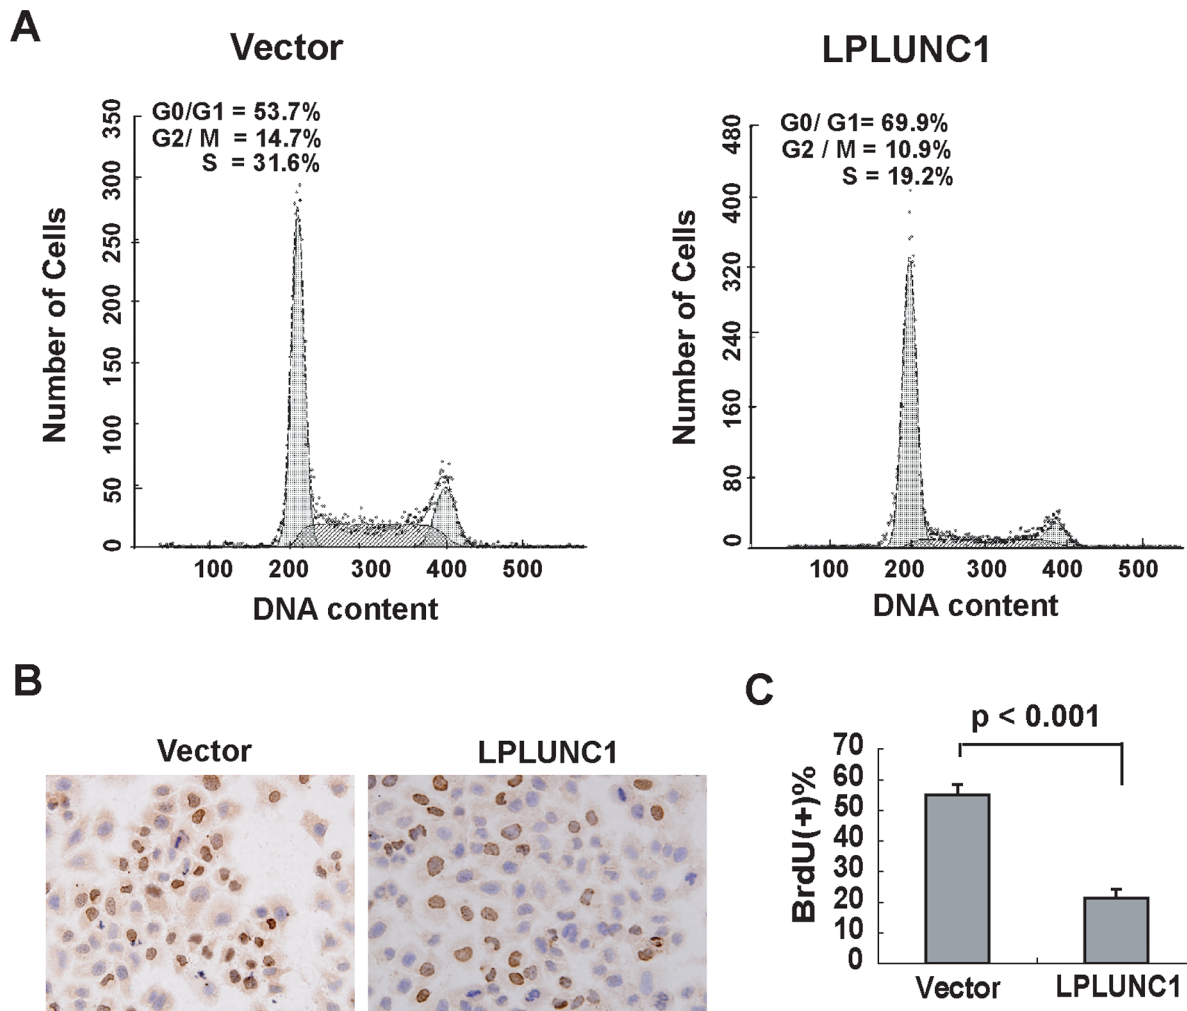 A
Vector
G0/G1 = 53.7%
G2/ M = 14.7%
S = 31.6%
Number of Cells
350
300
250
200
150
100
50
0
100 200 300 400 500
DNA content
LPLUNC1
G0/ G1= 69.9%
G2 / M = 10.9%
S = 19.2%
Number of Cells
480
400
320
240
160
80
0
100 200 300 400 500
DNA content
B
Vector
LPLUNC1
C
p < 0.001
BrdU(+)%
70
60
50
40
30
20
10
0
Vector LPLUNC1